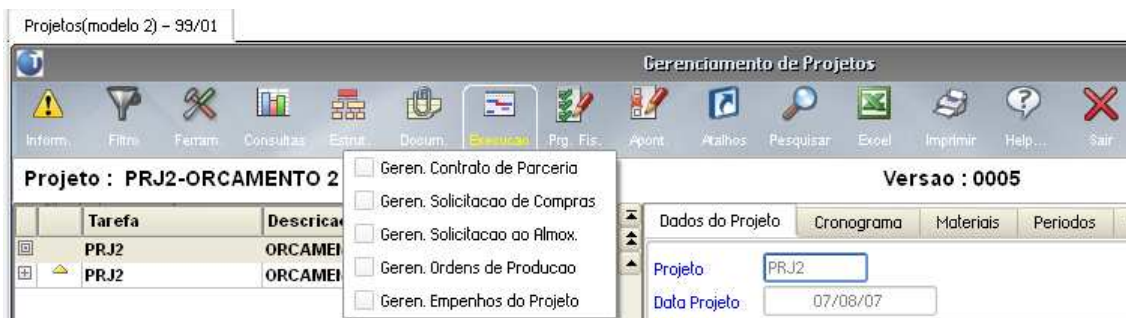 Projetos(modelo 2) - 99/01
Gerenciamento de Projetos
Inform. Filtro Ferram. Consultas Estrut. Docum. Execucao Prg. Fis. Apont. Atalhos Pesquisar Excel Imprimir Help... Sair
Projeto : PRJ2-ORCAMENTO 2 Versao : 0005
Geren. Contrato de Parceria
Geren. Solicitacao de Compras
Geren. Solicitacao ao Almox.
Geren. Ordens de Producao
Geren. Empenhos do Projeto
Tarefa Descrica
PRJ2 ORCAME
PRJ2 ORCAME
Dados do Projeto Cronograma Materiais Periodos
Projeto PRJ2
Data Projeto 07/08/07